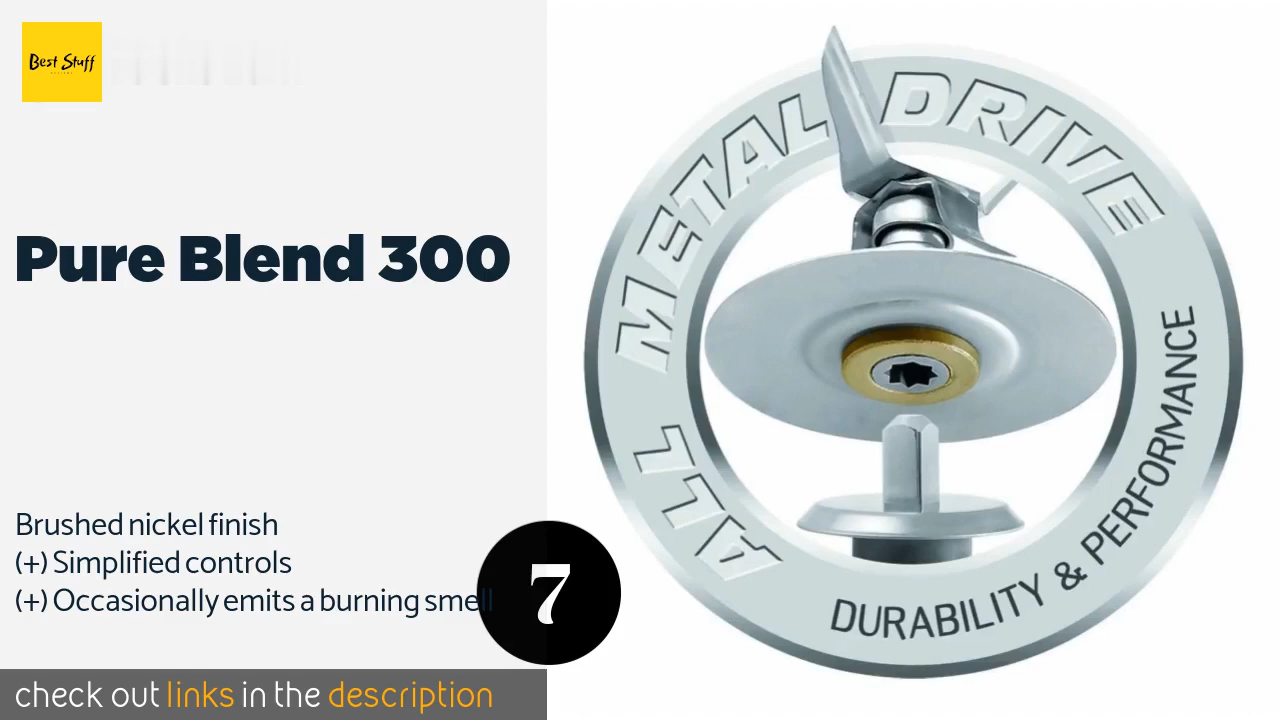 Best Stuff
Pure Blend 300
Brushed nickel finish
(+) Simplified controls
(+) Occasionally emits a burning smell
7
check out links in the description
ALL METAL DRIVE
DURABILITY & PERFORMANCE